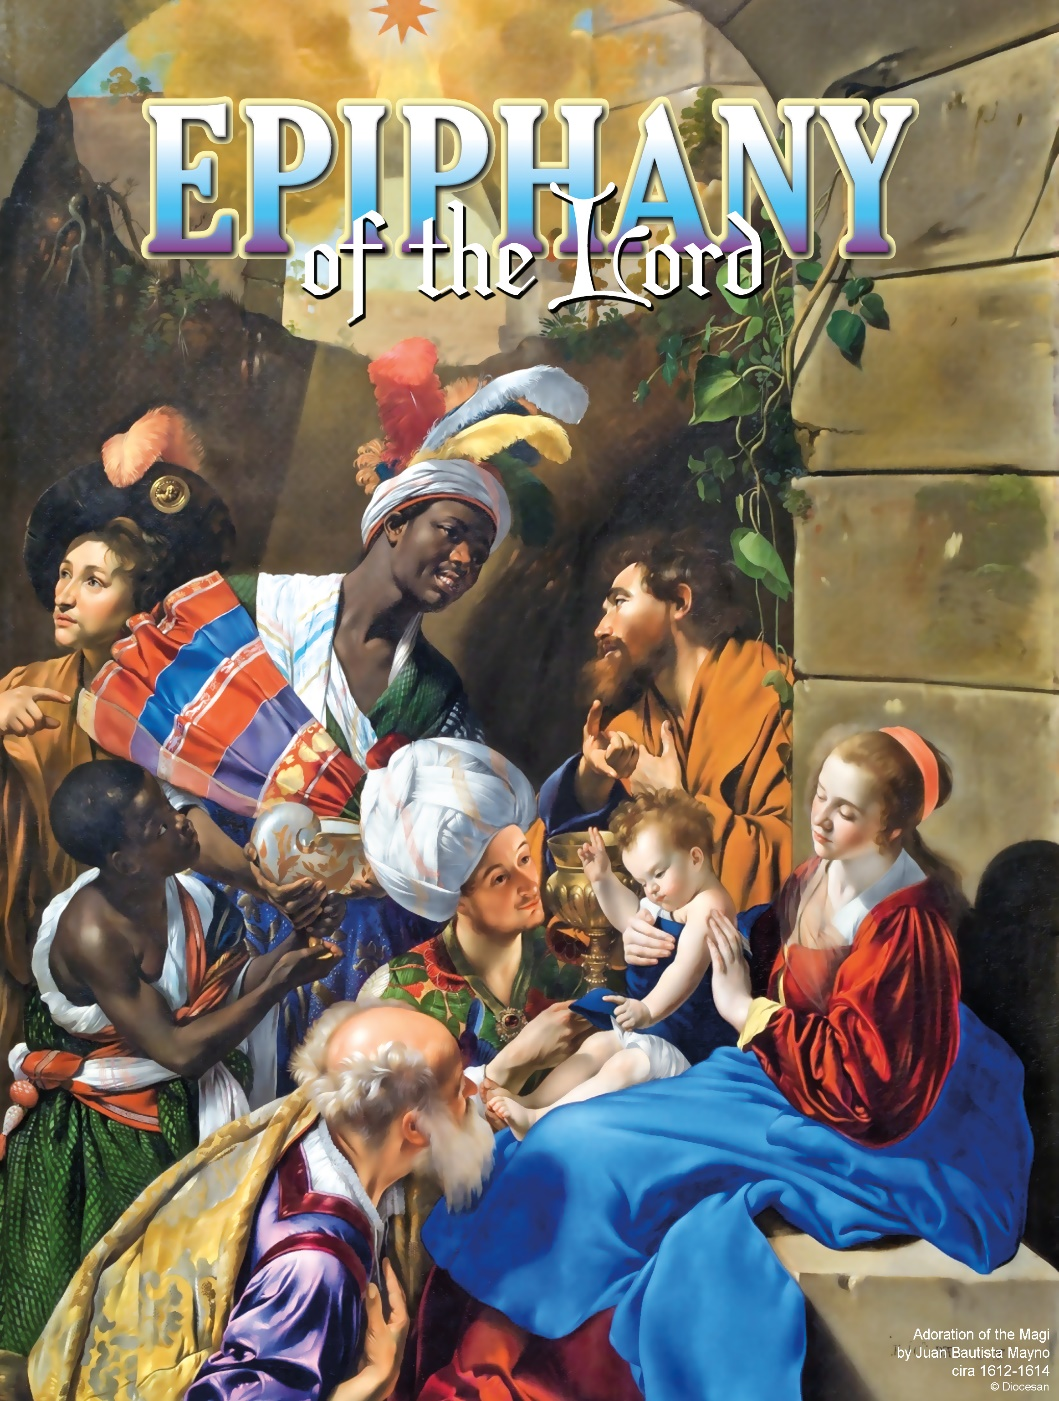 EPIPHANY
of the Lord
Adoration of the Magi
by Juan Bautista Mayno
cira 1612-1614
© Diocesan